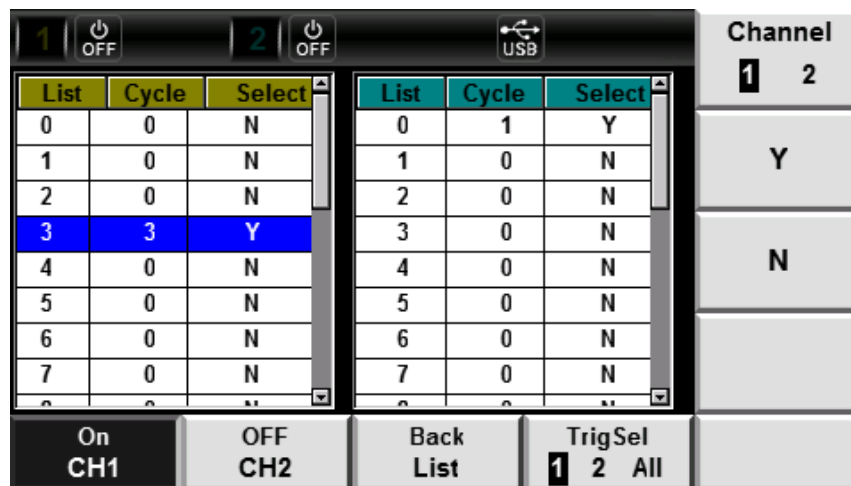 1 OFF 2 OFF USB
Channel
1 2
List Cycle Select List Cycle Select
0 0 N 0 1 Y
1 0 N 1 0 N
2 0 N 2 0 N
3 3 Y 3 0 N
4 0 N 4 0 N
5 0 N 5 0 N
6 0 N 6 0 N
7 0 N 7 0 N
Y
N
On
CH1
OFF
CH2
Back
List
TrigSel
1 2 All